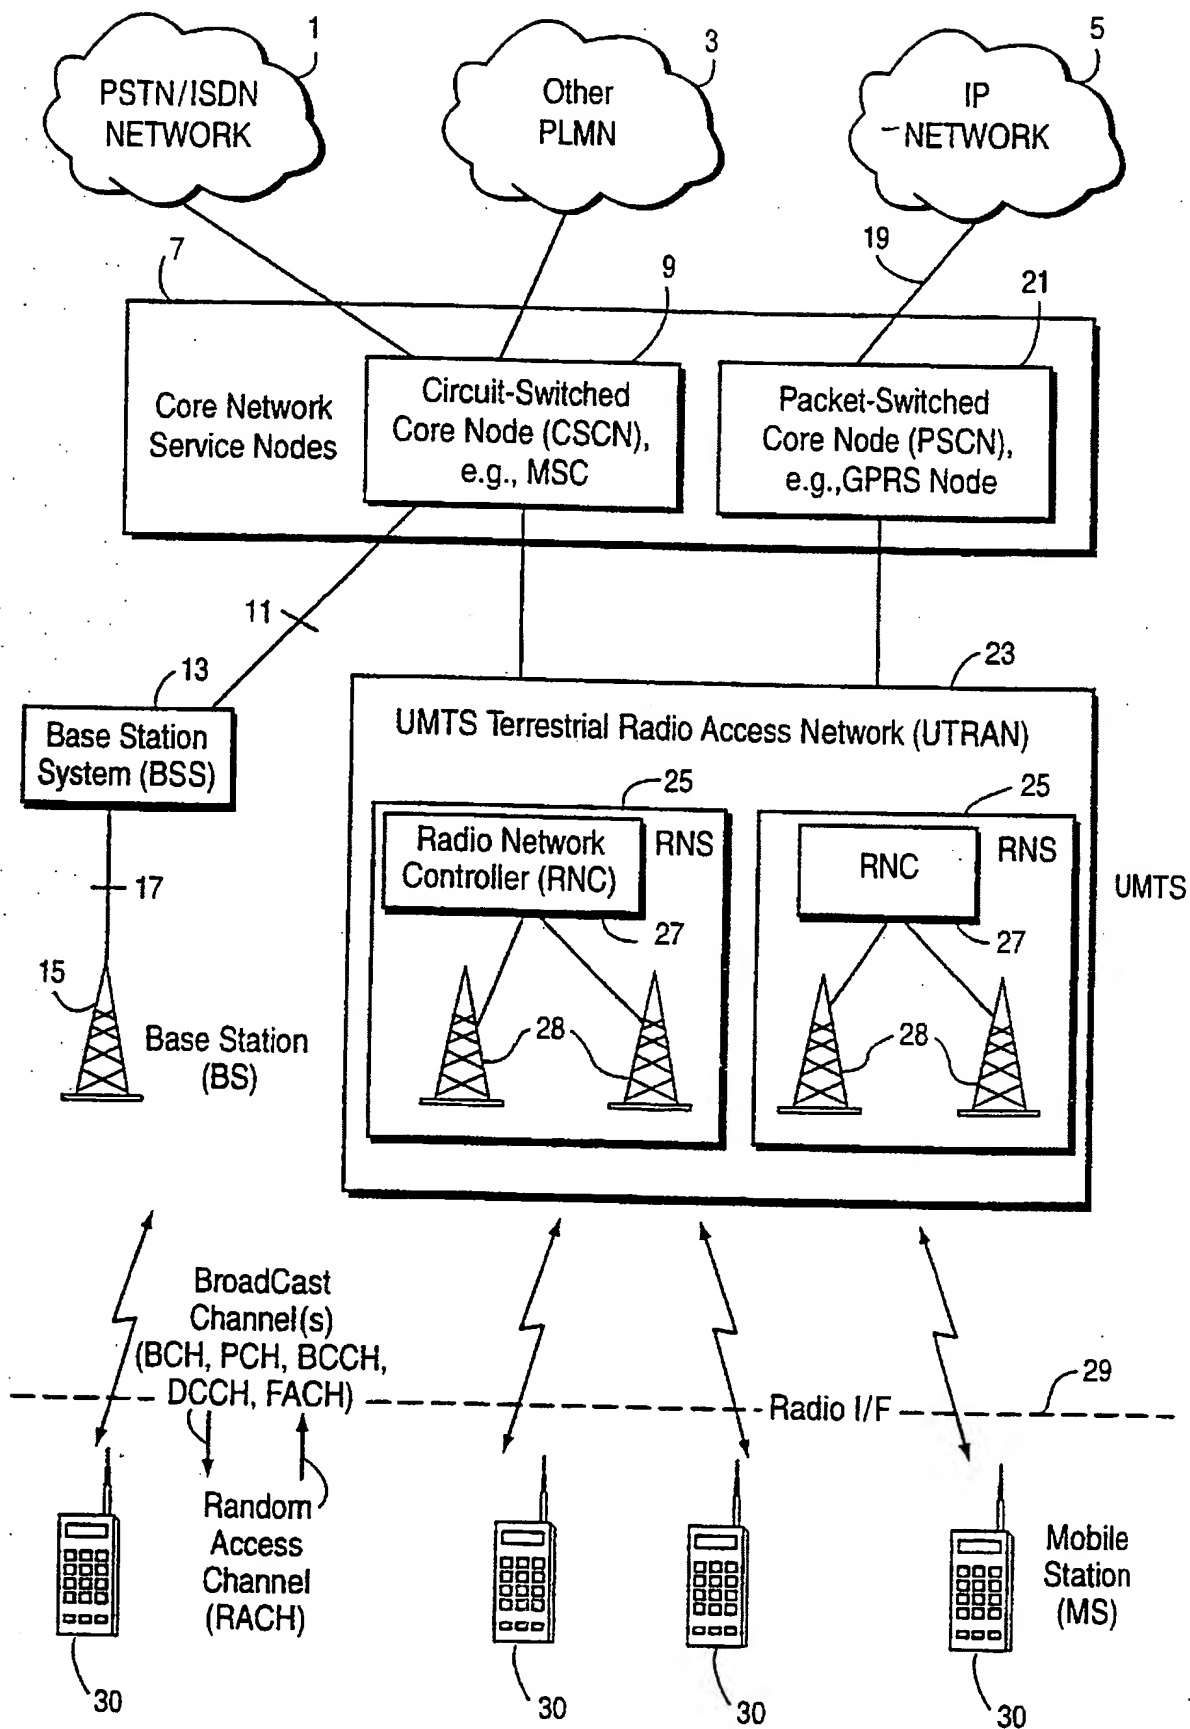 1
3
5
PSTN/ISDN
NETWORK
Other
PLMN
IP
NETWORK
7
9
19
21
Core Network
Service Nodes
Circuit-Switched
Core Node (CSCN),
e.g., MSC
Packet-Switched
Core Node (PSCN),
e.g.,GPRS Node
11
13
23
Base Station
System (BSS)
UMTS Terrestrial Radio Access Network (UTRAN)
25
25
Radio Network
Controller (RNC)
RNS
RNC
RNS
UMTS
17
27
27
15
Base Station
(BS)
28
28
BroadCast
Channel(s)
(BCH, PCH, BCCH,
DCCH, FACH)
Radio I/F
29
Random
Access
Channel
(RACH)
Mobile
Station
(MS)
30
30
30
30